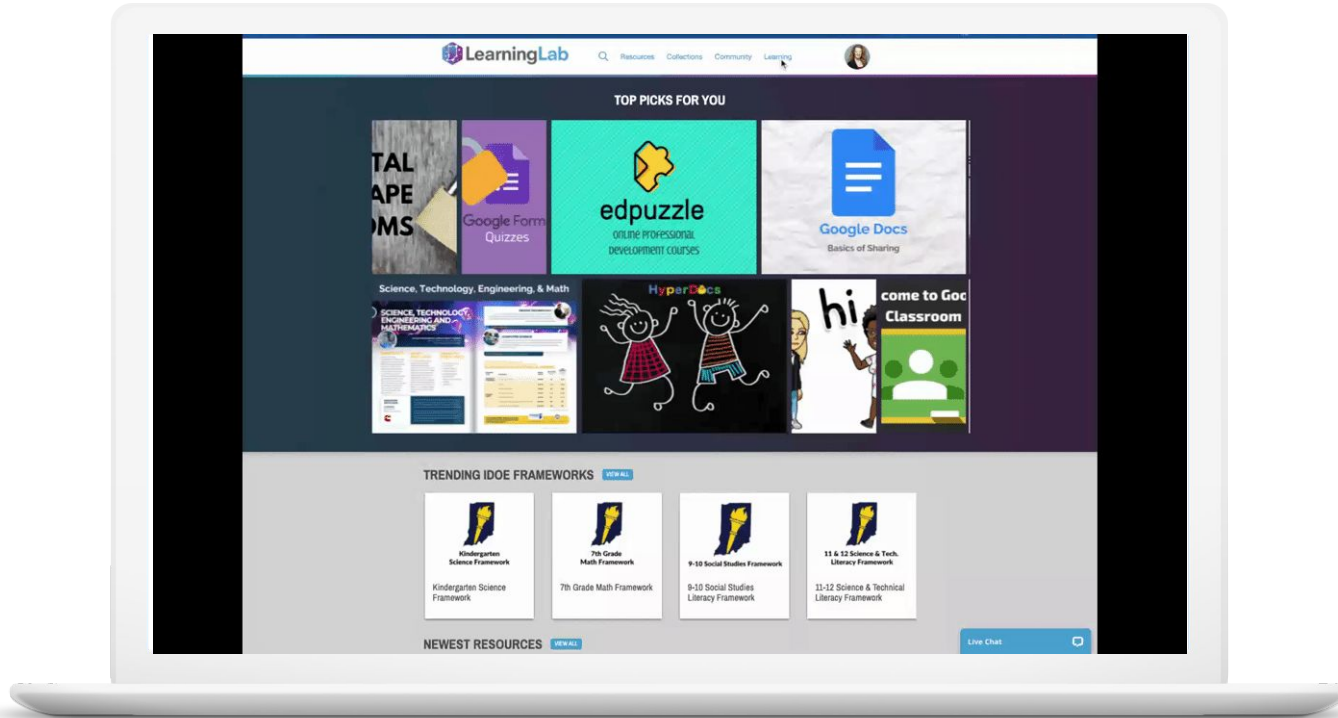 LearningLab
Resources Collections Community Learning
TOP PICKS FOR YOU
TAL
APE
OMS
Google Form
Quizzes
edpuzzle
ONLINE PROFESSIONAL
DEVELOPMENT COURSES
Google Docs
Basics of Sharing
Science, Technology, Engineering, & Math
SCIENCE, TECHNOLOGY,
ENGINEERING AND
MATHEMATICS
HyperDocs
hi
come to Goo
Classroom
TRENDING IDOE FRAMEWORKS VIEW ALL
Kindergarten
Science Framework
Kindergarten Science
Framework
7th Grade
Math Framework
7th Grade Math Framework
9-10 Social Studies Framework
9-10 Social Studies
Literacy Framework
11 & 12 Science & Tech.
Literacy Framework
11-12 Science & Technical
Literacy Framework
NEWEST RESOURCES VIEW ALL
Live Chat